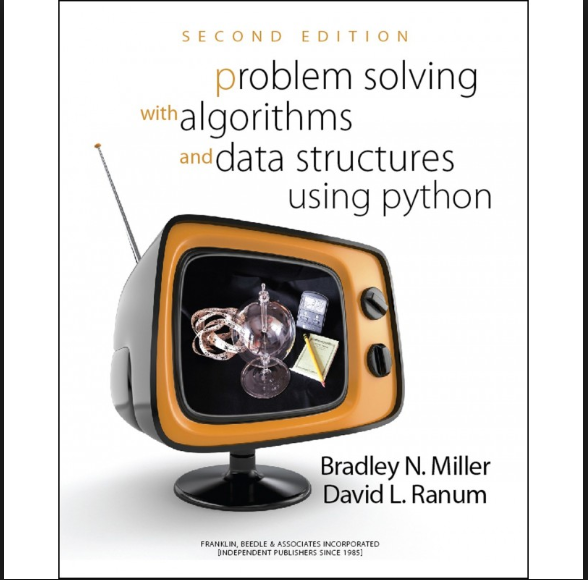 SECOND EDITION
problem solving
with algorithms
and data structures
using python
Bradley N. Miller
David L. Ranum
FRANKLIN, BEEDLE & ASSOCIATES INCORPORATED
[INDEPENDENT PUBLISHERS SINCE 1985]